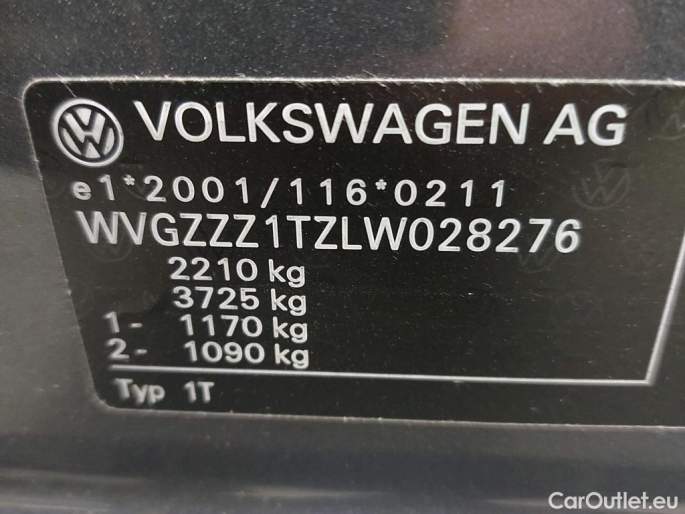 VOLKSWAGEN AG
e1*2001/116*0211
WVGZZZ1TZLW028276
2210 kg
3725 kg
1- 1170 kg
2- 1090 kg
Typ 1T
CarOutlet.eu